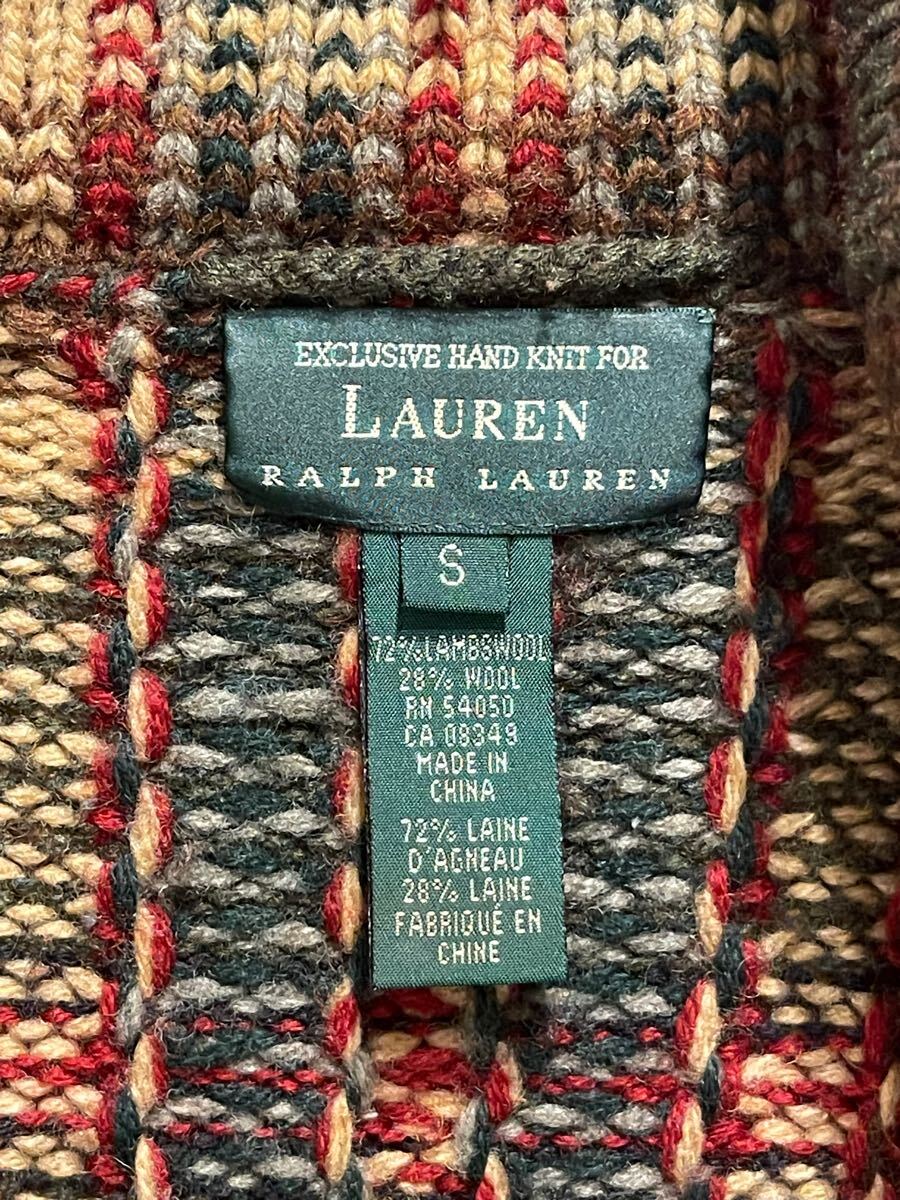 EXCLUSIVE HAND KNIT FOR
LAUREN
RALPH LAUREN
S
72% LAMBSWOOL
28% WOOL
RN 54050
CA 08349
MADE IN
CHINA
72% LAINE
D'AGNEAU
28% LAINE
FABRIQUÉ EN
CHINE